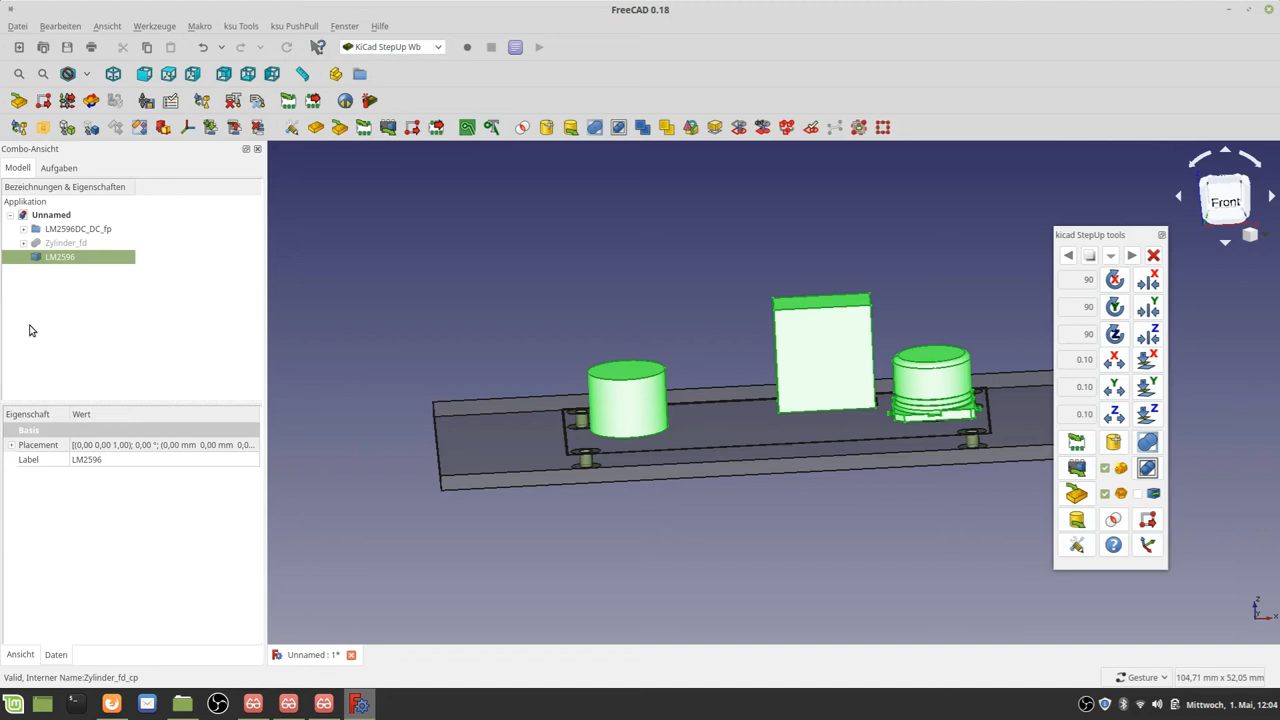 FreeCAD 0.18
Datei Bearbeiten Ansicht Werkzeuge Makro ksu Tools ksu PushPull Fenster Hilfe
KiCad StepUp Wb
Combo-Ansicht
Modell Aufgaben
Bezeichnungen & Eigenschaften
Applikation
Unnamed
LM2596DC_DC_fp
Zylinder_fd
LM2596
Front
kicad StepUp tools
90 X X
90 Y Y
90 Z Z
0.10 X X
0.10 Y Y
0.10 Z Z
Eigenschaft Wert
Basis
Placement [(0,00 0,00 1,00); 0,00 °; (0,00 mm 0,00 mm 0,0...
Label LM2596
Ansicht Daten
Unnamed : 1*
Z
Y
X
Valid, Internal Name:Zylinder_fd_cp
Gesture
104,71 mm x 52,05 mm
Mittwoch, 1. Mai, 12:04